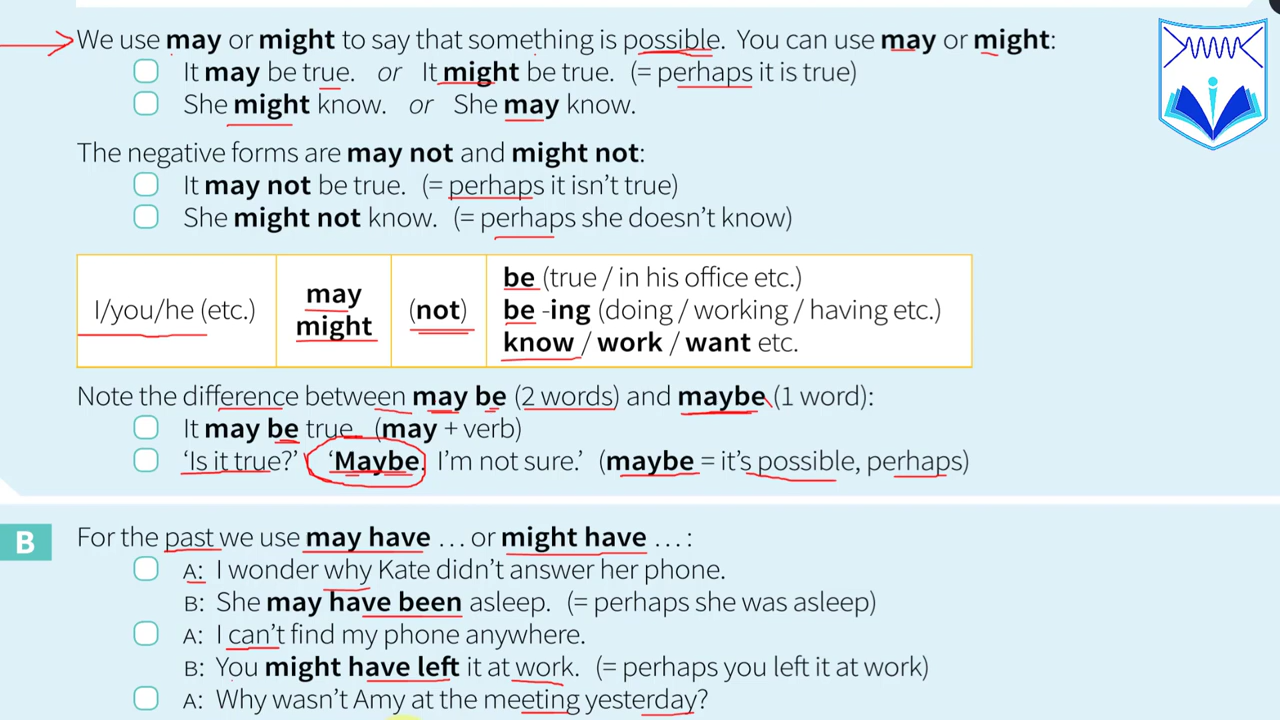 We use may or might to say that something is possible. You can use may or might:
It may be true. or It might be true. (= perhaps it is true)
She might know. or She may know.
The negative forms are may not and might not:
It may not be true. (= perhaps it isn't true)
She might not know. (= perhaps she doesn't know)
I/you/he (etc.)
may
might
(not)
be (true / in his office etc.)
be -ing (doing / working / having etc.)
know / work / want etc.
Note the difference between may be (2 words) and maybe (1 word):
It may be true. (may + verb)
‘Is it true?’ ‘Maybe, I'm not sure.’ (maybe = it's possible, perhaps)
B
For the past we use may have … or might have …:
A: I wonder why Kate didn't answer her phone.
B: She may have been asleep. (= perhaps she was asleep)
A: I can't find my phone anywhere.
B: You might have left it at work. (= perhaps you left it at work)
A: Why wasn't Amy at the meeting yesterday?